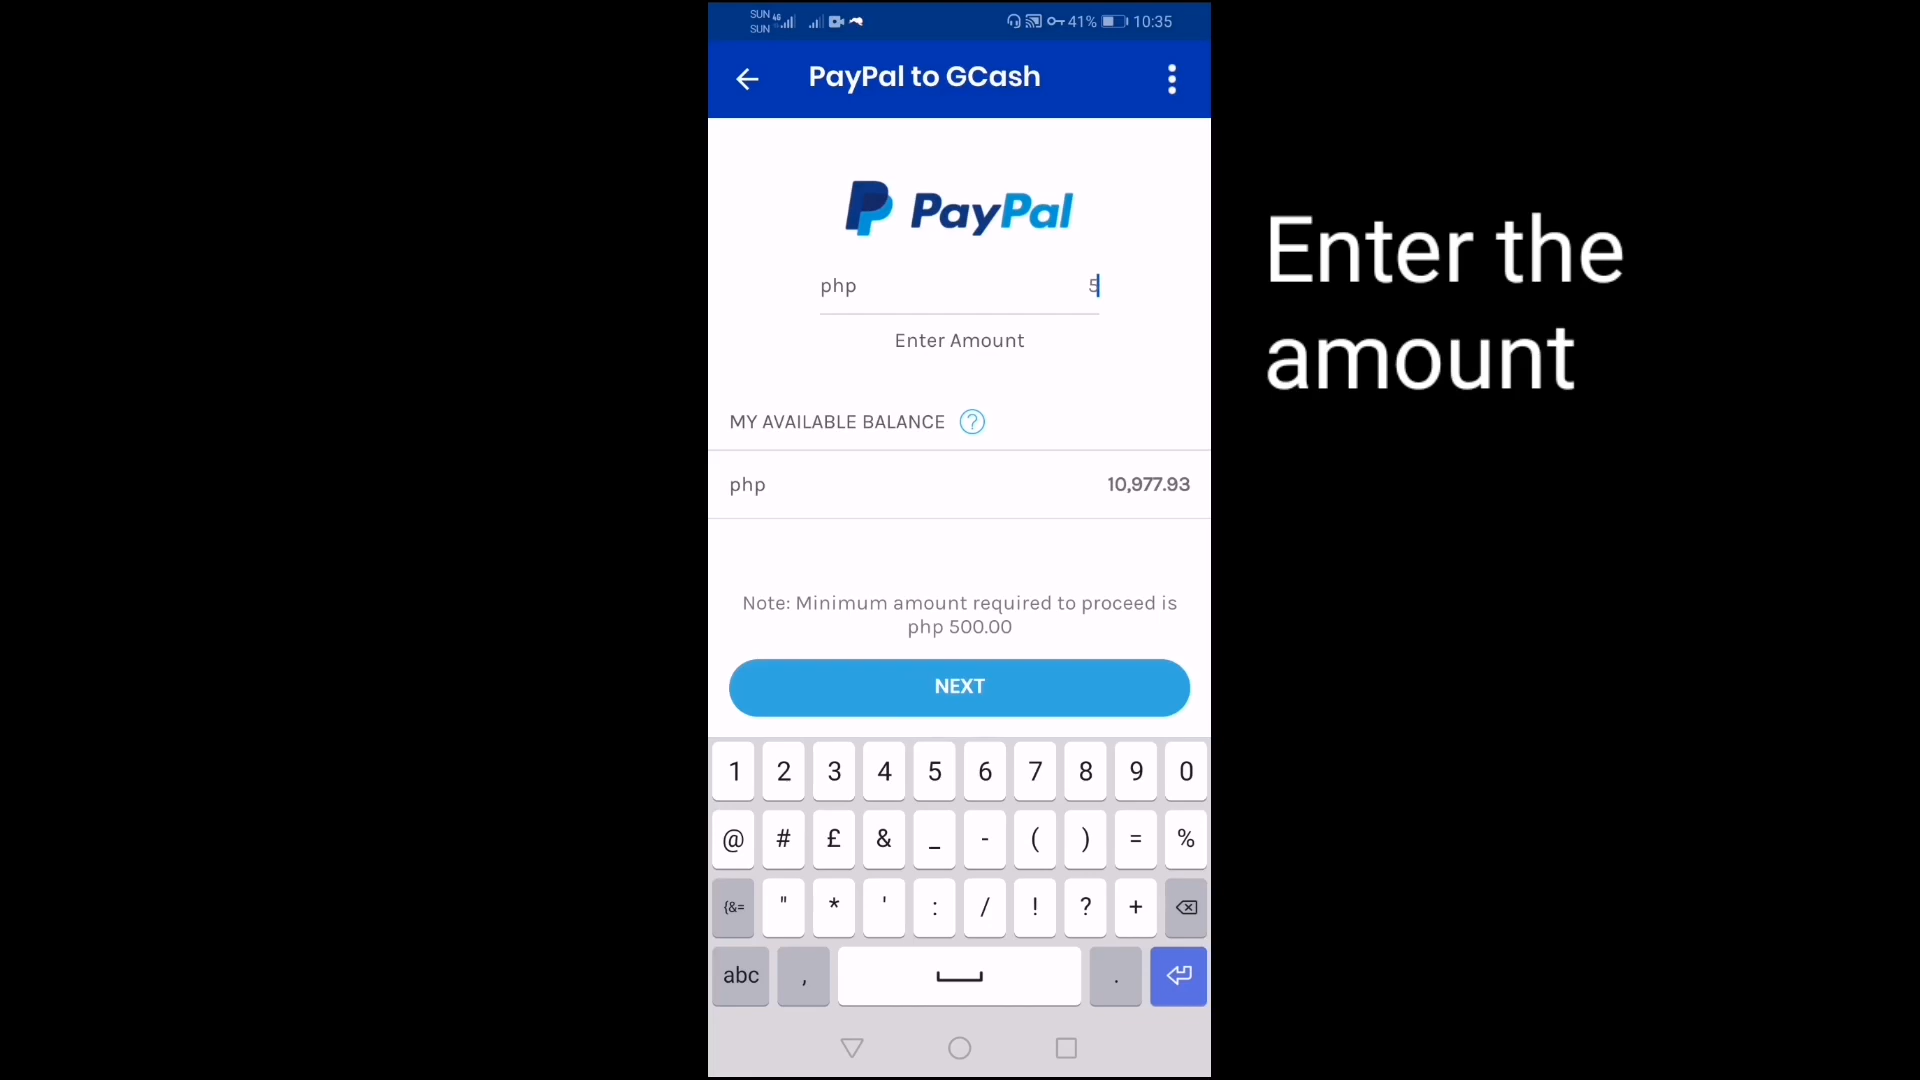 SUN 4G
SUN
41% 10:35
PayPal to GCash
PayPal
php 5
Enter Amount
MY AVAILABLE BALANCE ?
php 10,977.93
Note: Minimum amount required to proceed is
php 500.00
NEXT
1 2 3 4 5 6 7 8 9 0
@ # £ & _ - ( ) = %
{&= " * ' : / ! ? +
abc , .
Enter the
amount